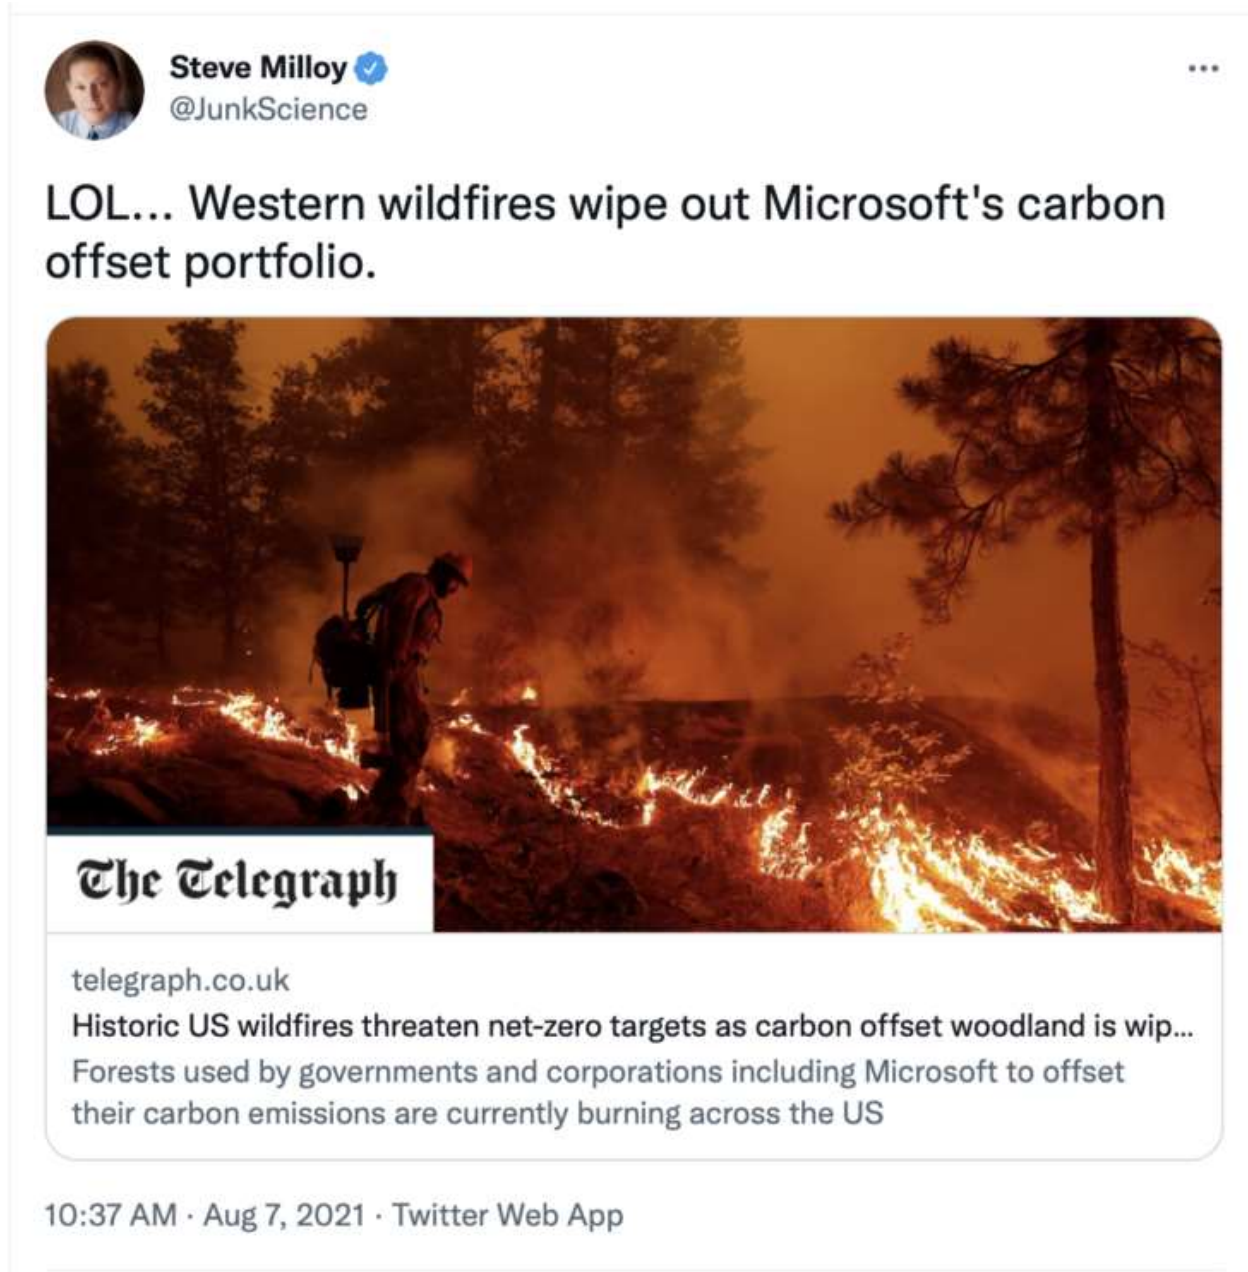 Steve Milloy
@JunkScience
LOL... Western wildfires wipe out Microsoft's carbon
offset portfolio.
The Telegraph
telegraph.co.uk
Historic US wildfires threaten net-zero targets as carbon offset woodland is wip...
Forests used by governments and corporations including Microsoft to offset
their carbon emissions are currently burning across the US
10:37 AM · Aug 7, 2021 · Twitter Web App